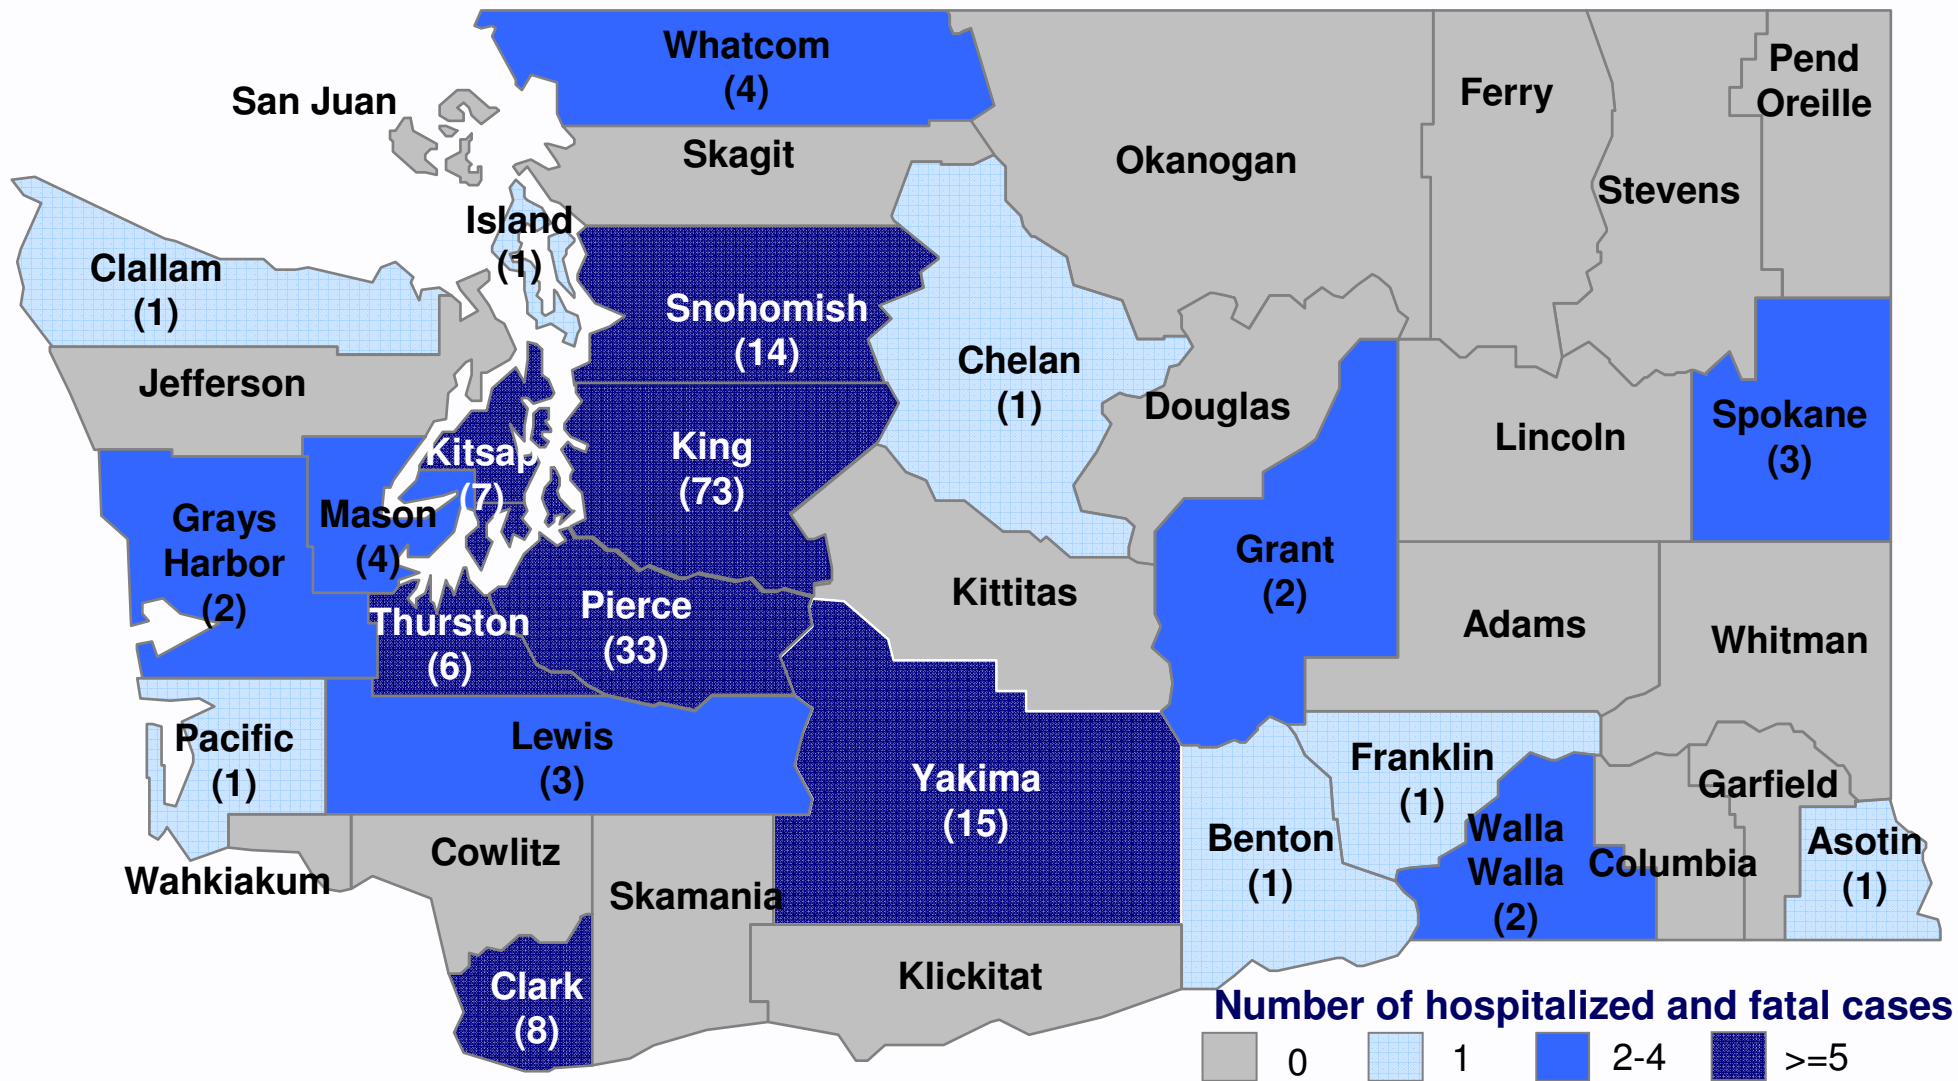 Whatcom
(4)
San Juan
Skagit
Okanogan
Ferry
Stevens
Pend
Oreille
Island
(1)
Clallam
(1)
Snohomish
(14)
Chelan
(1)
Jefferson
Douglas
Lincoln
Spokane
(3)
Kitsap
(7)
King
(73)
Grays
Harbor
(2)
Mason
(4)
Grant
(2)
Kittitas
Adams
Whitman
Thurston
(6)
Pierce
(33)
Pacific
(1)
Lewis
(3)
Yakima
(15)
Franklin
(1)
Garfield
Benton
(1)
Walla
Walla
(2)
Columbia
Asotin
(1)
Wahkiakum
Cowlitz
Skamania
Clark
(8)
Klickitat
Number of hospitalized and fatal cases
0 1 2-4 >=5